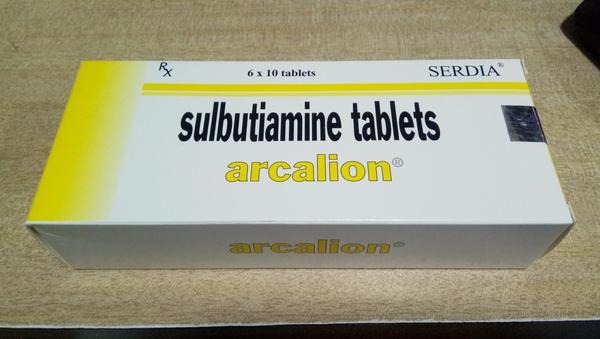 Rx
6 x 10 tablets
SERDIA®
sulbutiamine tablets
arcalion®
arcalion®